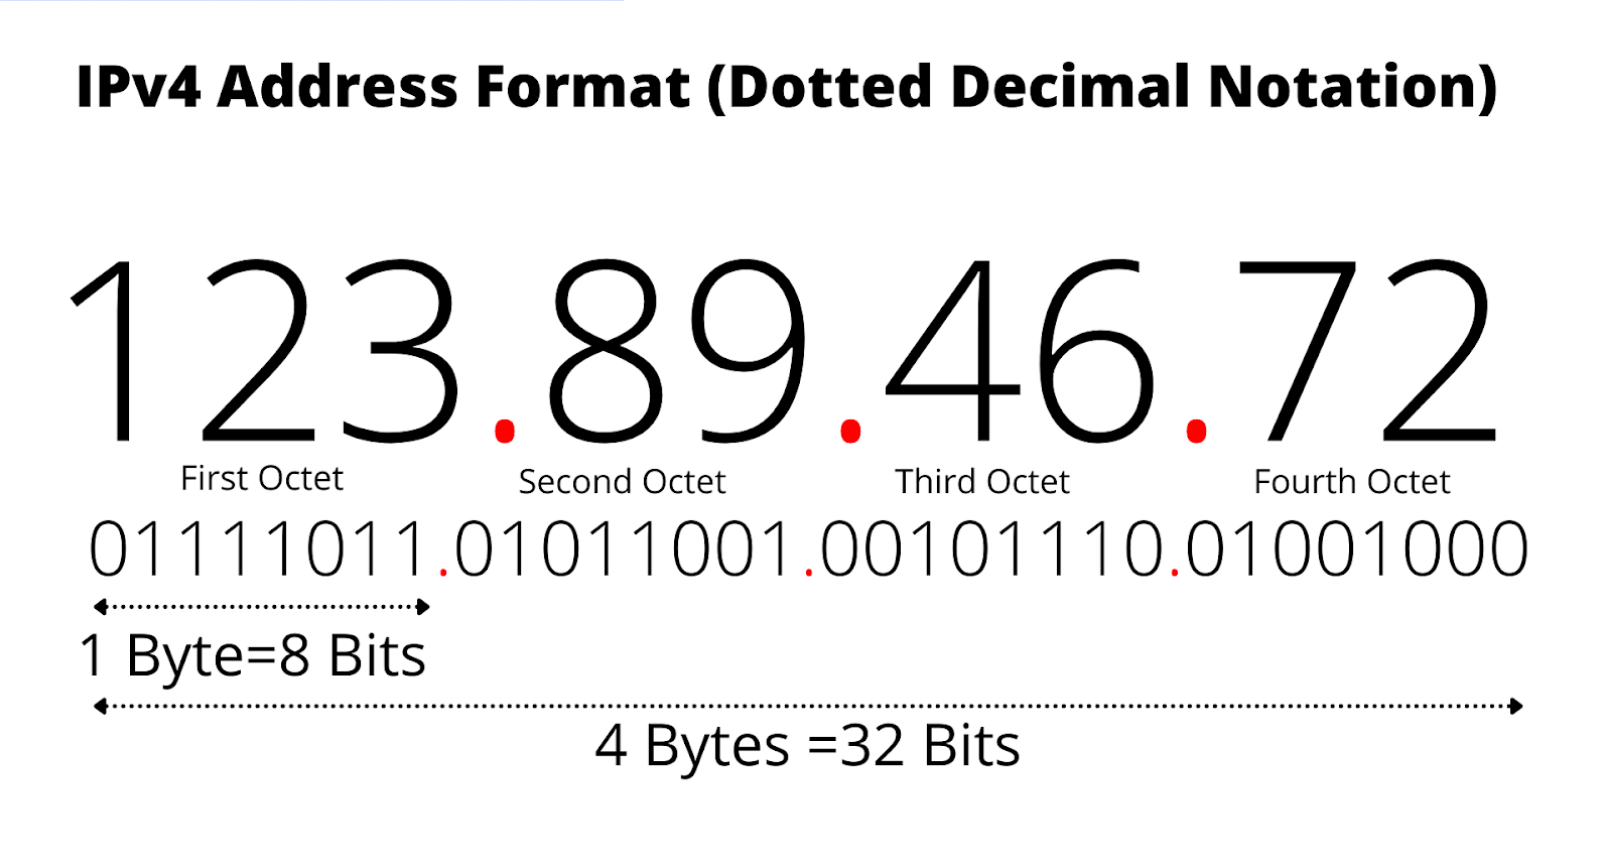 IPv4 Address Format (Dotted Decimal Notation)
123.89.46.72
First Octet Second Octet Third Octet Fourth Octet
01111011.01011001.00101110.01001000
1 Byte=8 Bits
4 Bytes =32 Bits